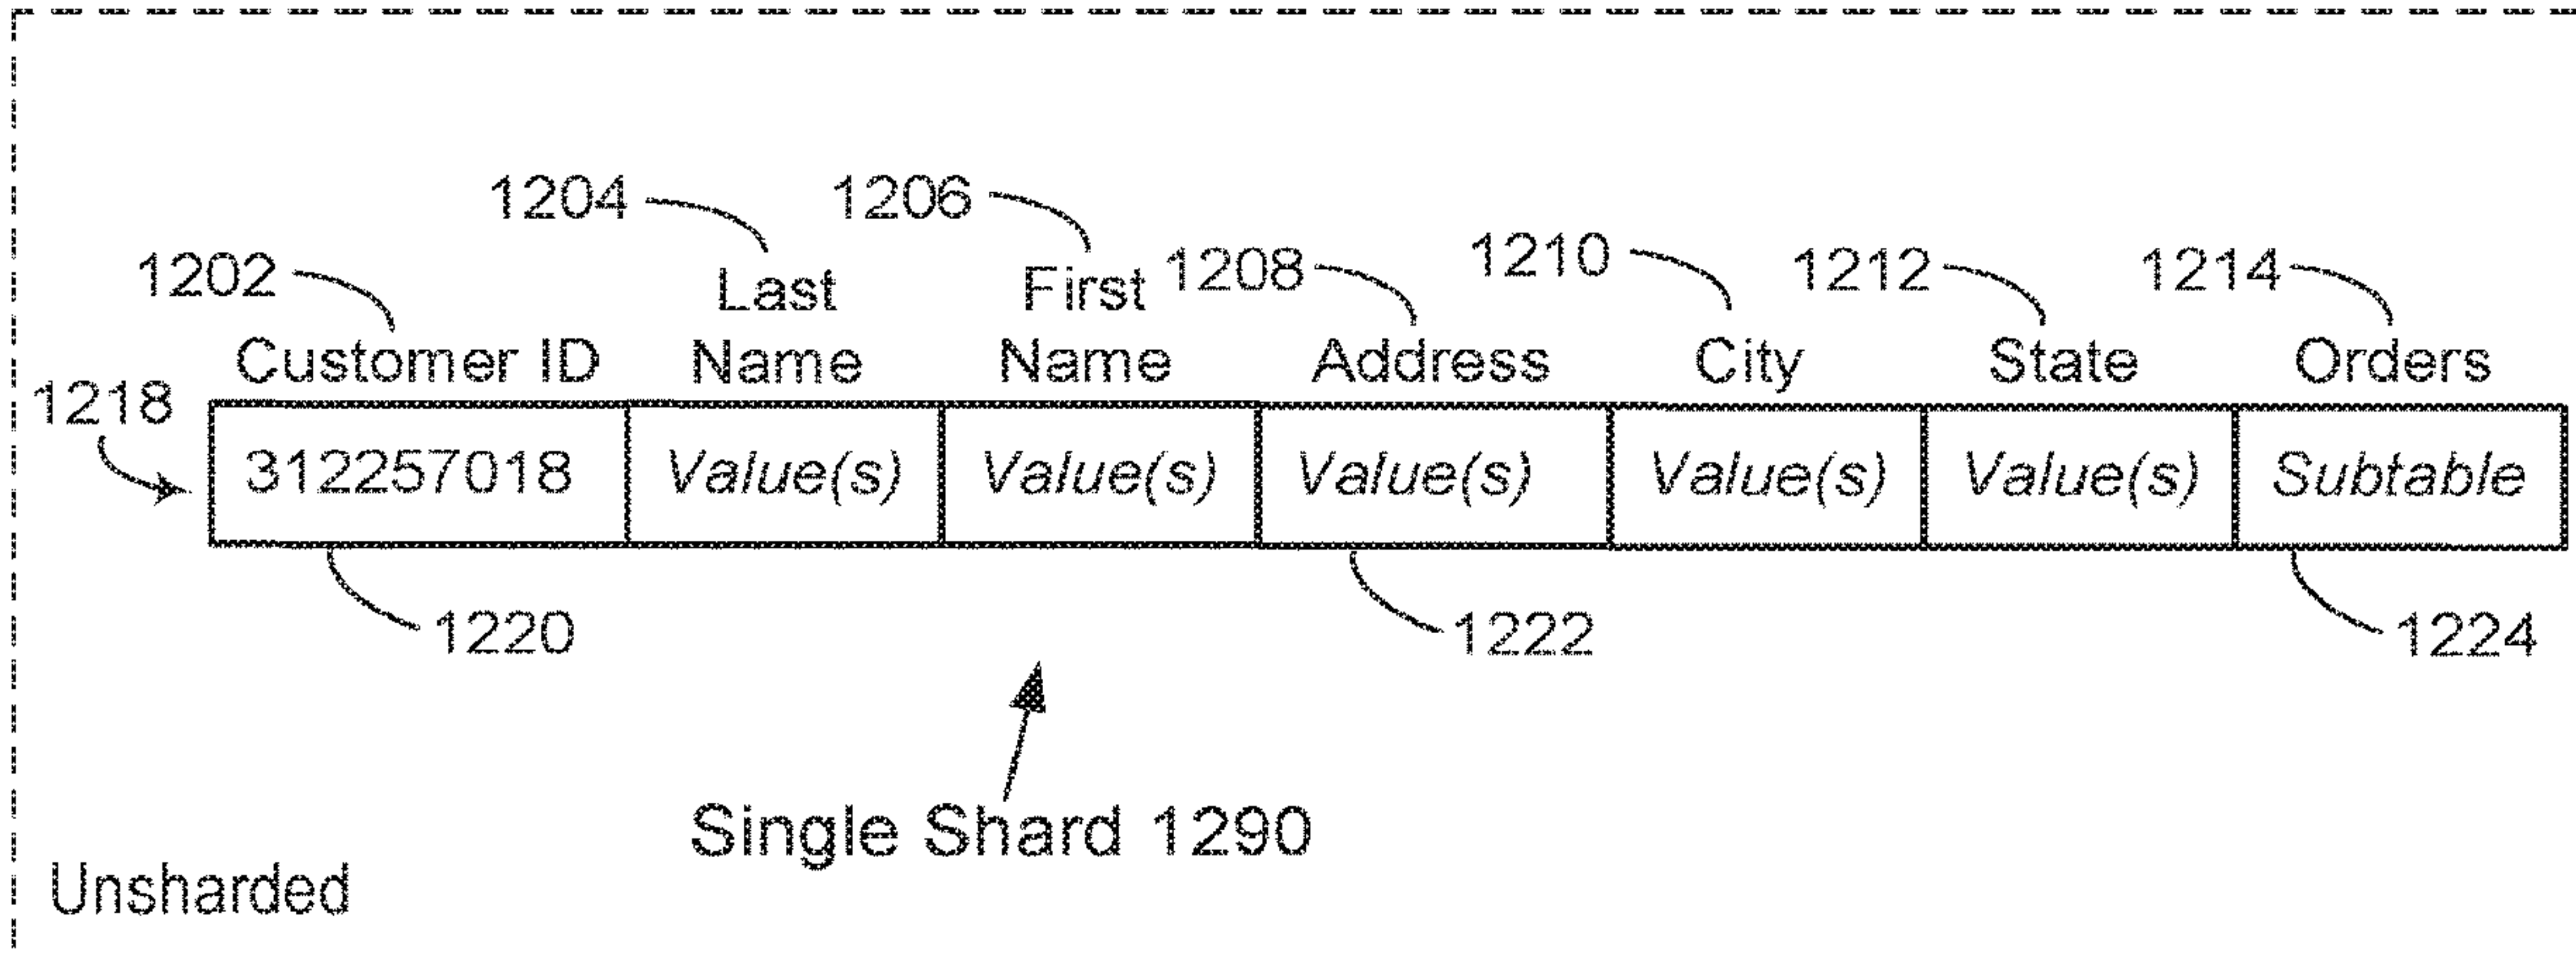 1204 1206
1202 Last First 1208 1210 1212 1214
Customer ID Name Name Address City State Orders
1218
312257018 Value(s) Value(s) Value(s) Value(s) Value(s) Subtable
1220 1222 1224
Single Shard 1290
Unsharded